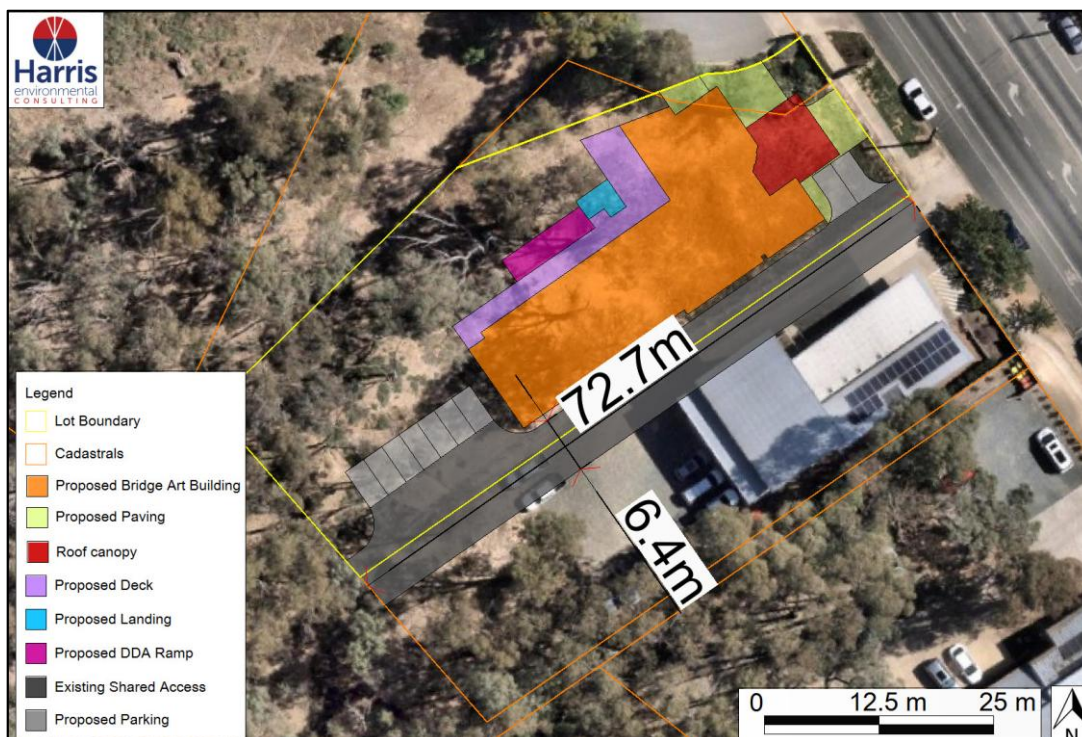 Harris
environmental
CONSULTING
72.7m
6.4m
Legend
Lot Boundary
Cadastrals
Proposed Bridge Art Building
Proposed Paving
Roof canopy
Proposed Deck
Proposed Landing
Proposed DDA Ramp
Existing Shared Access
Proposed Parking
0 12.5 m 25 m
N